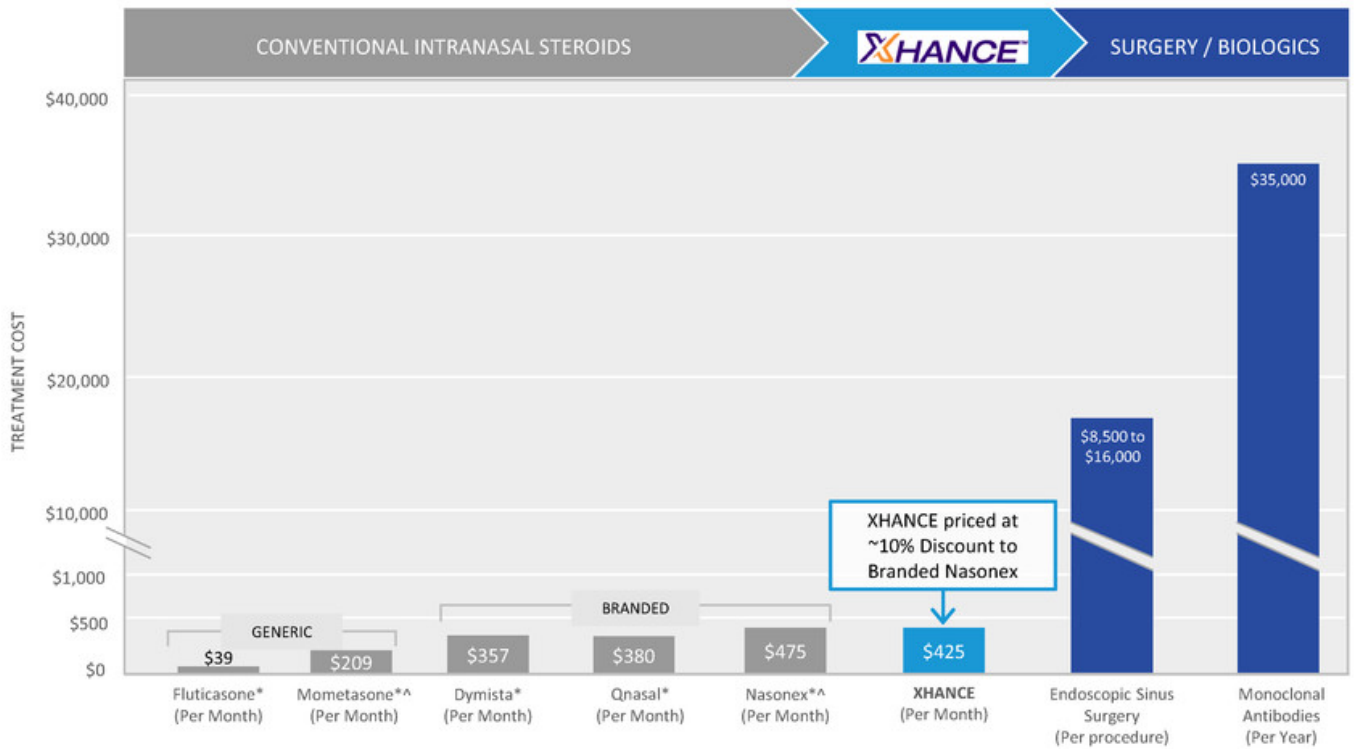 CONVENTIONAL INTRANASAL STEROIDS
XHANCE™
SURGERY / BIOLOGICS
TREATMENT COST
$40,000
$30,000
$20,000
$10,000
$1,000
$500
$0
GENERIC
BRANDED
XHANCE priced at
~10% Discount to
Branded Nasonex
$39
$209
$357
$380
$475
$425
$8,500 to
$16,000
$35,000
Fluticasone*
(Per Month)
Mometasone*^
(Per Month)
Dymista*
(Per Month)
Qnasal*
(Per Month)
Nasonex*^
(Per Month)
XHANCE
(Per Month)
Endoscopic Sinus
Surgery
(Per procedure)
Monoclonal
Antibodies
(Per Year)